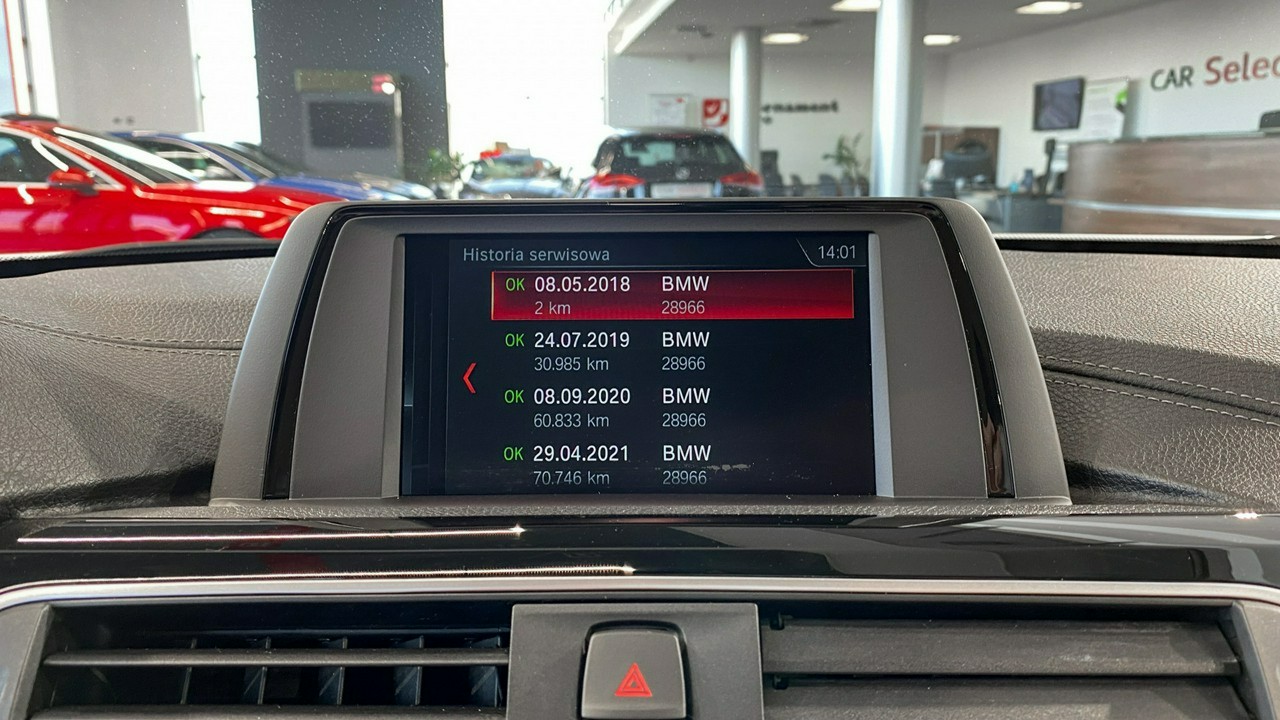 CAR Selec
Historia serwisowa 14:01
OK 08.05.2018 BMW
2 km 28966
OK 24.07.2019 BMW
30.985 km 28966
OK 08.09.2020 BMW
60.833 km 28966
OK 29.04.2021 BMW
70.746 km 28966